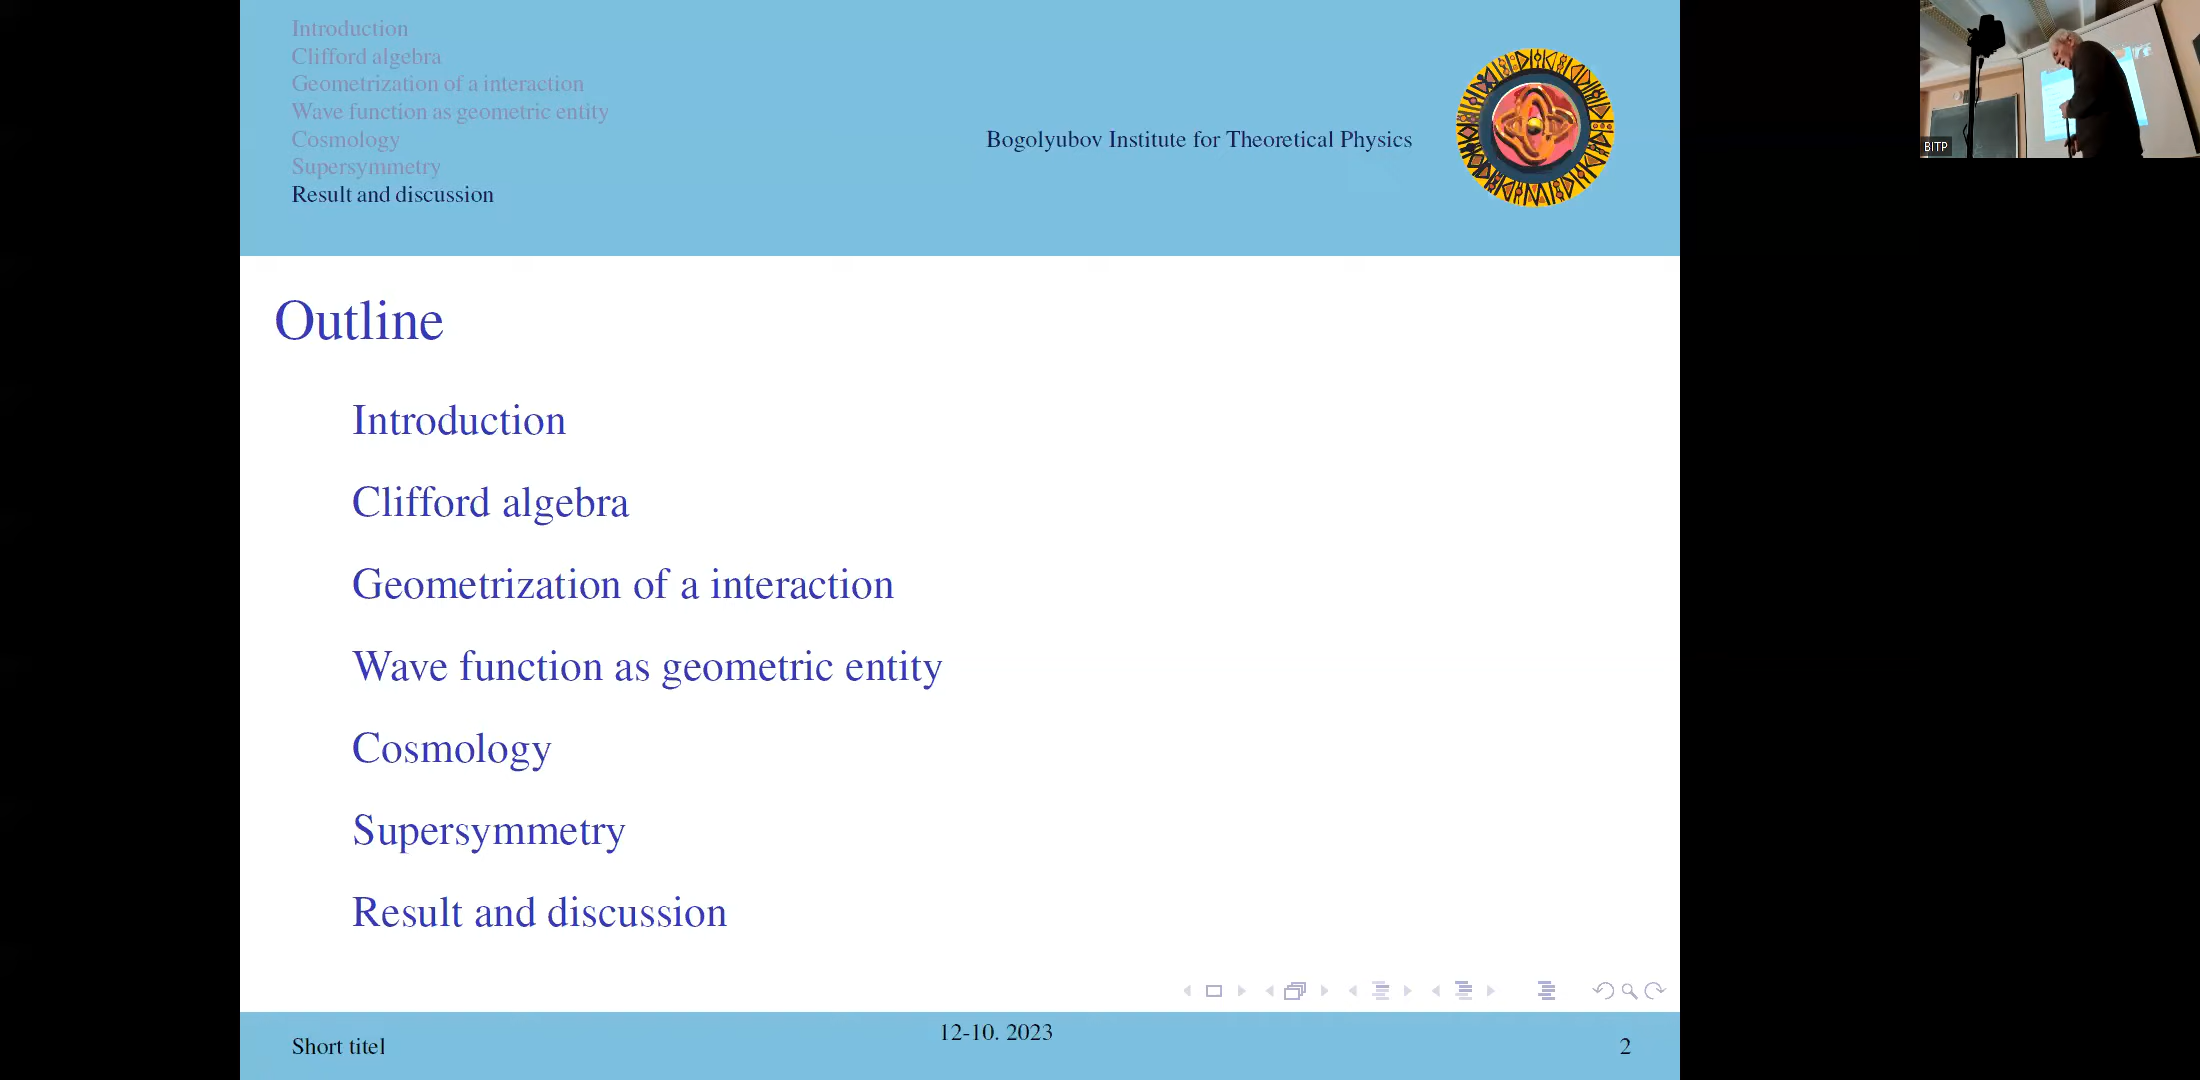 Introduction
Clifford algebra
Geometrization of a interaction
Wave function as geometric entity
Cosmology
Supersymmetry
Result and discussion
Bogolyubov Institute for Theoretical Physics
BITP
Outline
Introduction
Clifford algebra
Geometrization of a interaction
Wave function as geometric entity
Cosmology
Supersymmetry
Result and discussion
Short titel
12-10. 2023
2